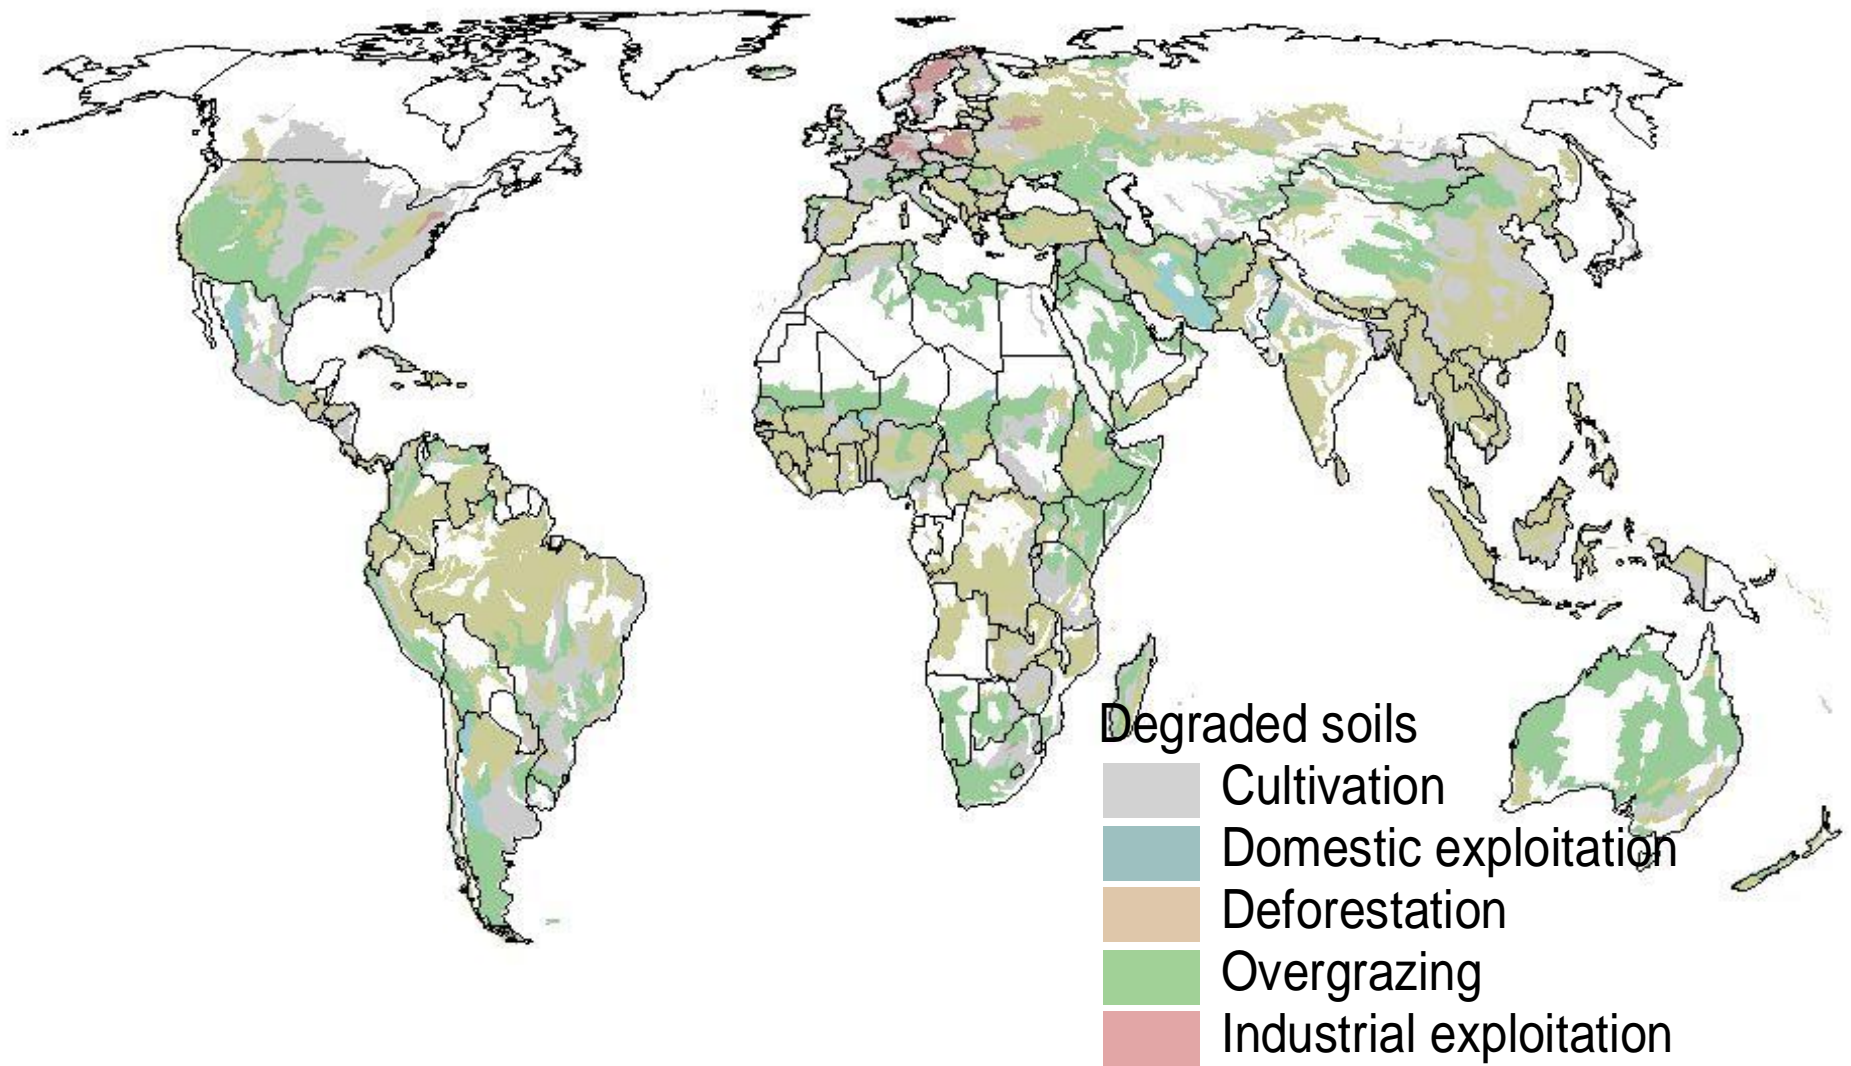 Degraded soils
Cultivation
Domestic exploitation
Deforestation
Overgrazing
Industrial exploitation